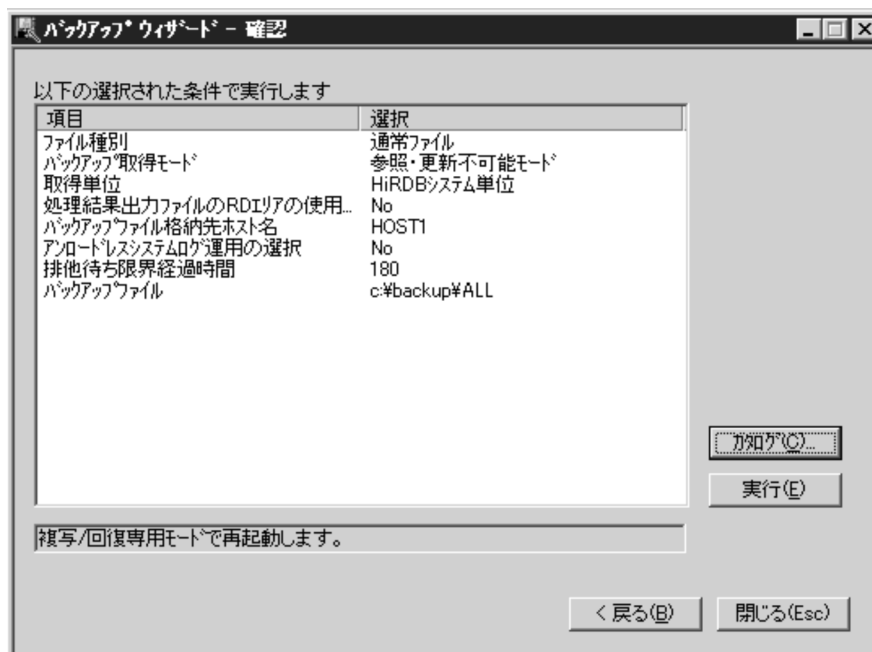 ﾊﾞｯｸｱｯﾌﾟ ｳｨｻﾞｰﾄﾞ - 確認
以下の選択された条件で実行します
項目 選択
ﾌｧｲﾙ種別 通常ﾌｧｲﾙ
ﾊﾞｯｸｱｯﾌﾟ取得ﾓｰﾄﾞ 参照・更新不可能ﾓｰﾄﾞ
取得単位 HiRDBｼｽﾃﾑ単位
処理結果出力ﾌｧｲﾙのRDｴﾘｱの使用... No
ﾊﾞｯｸｱｯﾌﾟﾌｧｲﾙ格納先ﾎｽﾄ名 HOST1
ｱﾝﾛｰﾄﾞﾚｽｼｽﾃﾑﾛｸﾞ運用の選択 No
排他待ち限界経過時間 180
ﾊﾞｯｸｱｯﾌﾟﾌｧｲﾙ c:¥backup¥ALL
ｶﾀﾛｸﾞ(C)...
実行(E)
複写/回復専用ﾓｰﾄﾞで再起動します。
< 戻る(B) 閉じる(Esc)